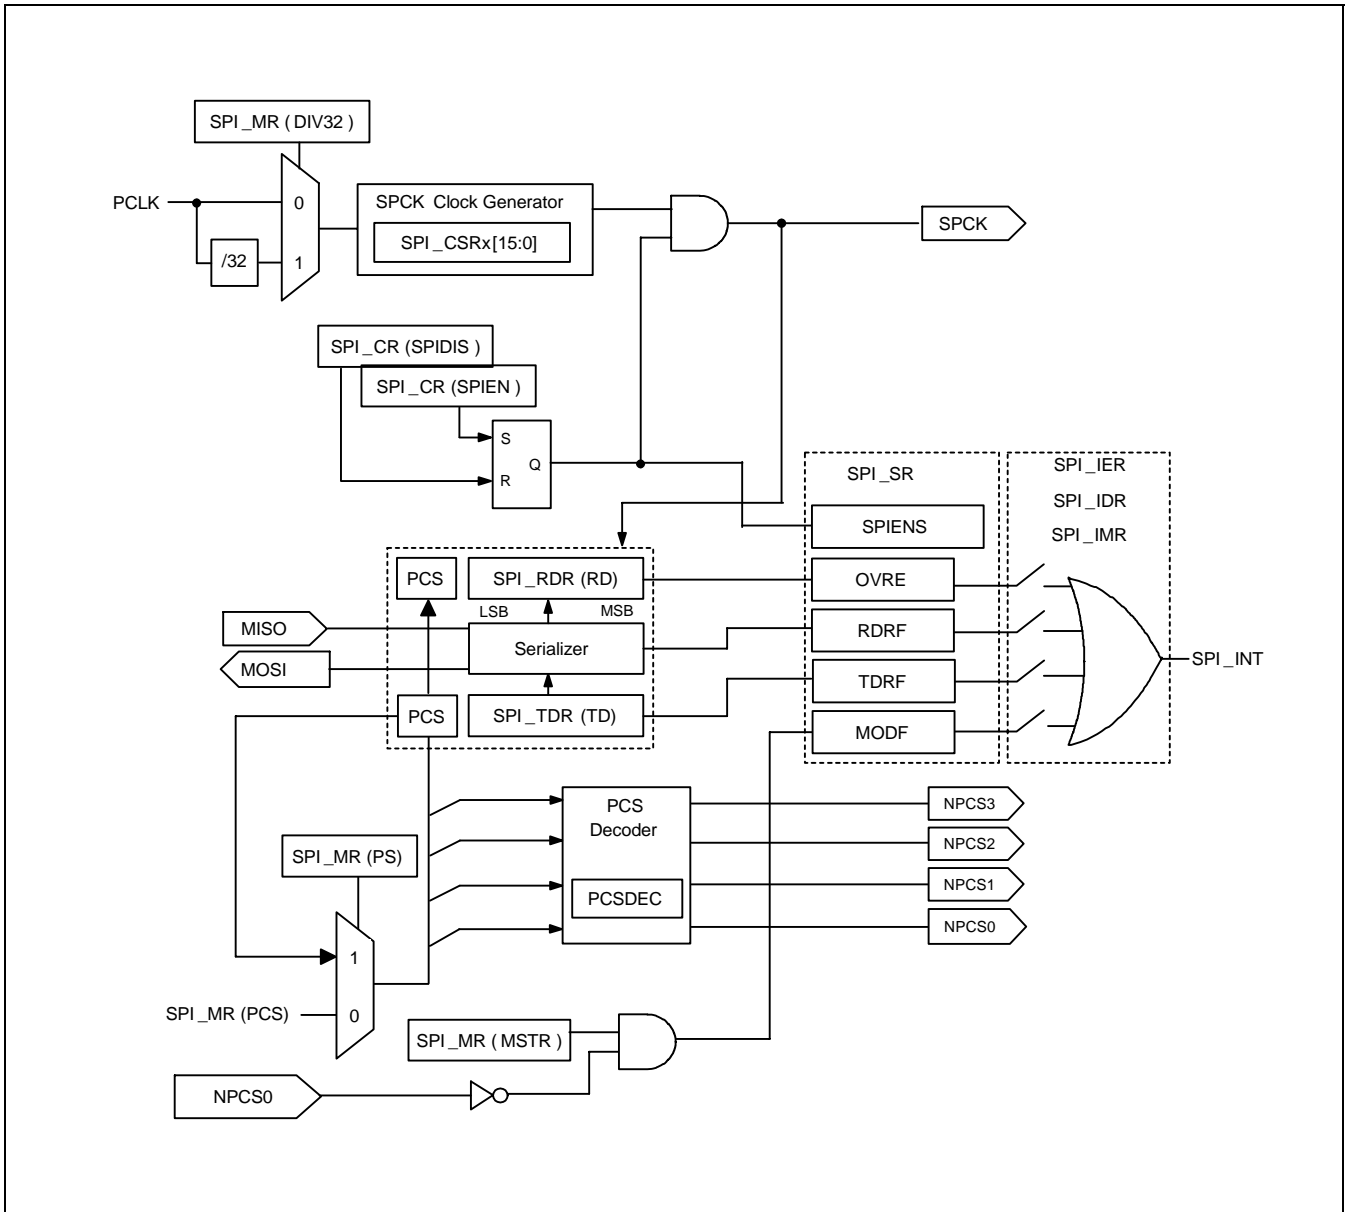 SPI_MR ( DIV32 )
PCLK
0
SPCK Clock Generator
SPI_CSRx[15:0]
/32
1
SPCK
SPI_CR (SPIDIS )
SPI_CR (SPIEN )
S
Q
R
SPI_SR
SPI_IER
SPI_IDR
SPI_IMR
SPIENS
PCS
SPI_RDR (RD)
OVRE
LSB
MSB
MISO
Serializer
RDRF
MOSI
SPI_INT
TDRF
PCS
SPI_TDR (TD)
MODF
PCS
Decoder
NPCS3
NPCS2
SPI_MR (PS)
PCSDEC
NPCS1
NPCS0
1
SPI_MR (PCS)
0
SPI_MR ( MSTR )
NPCS0